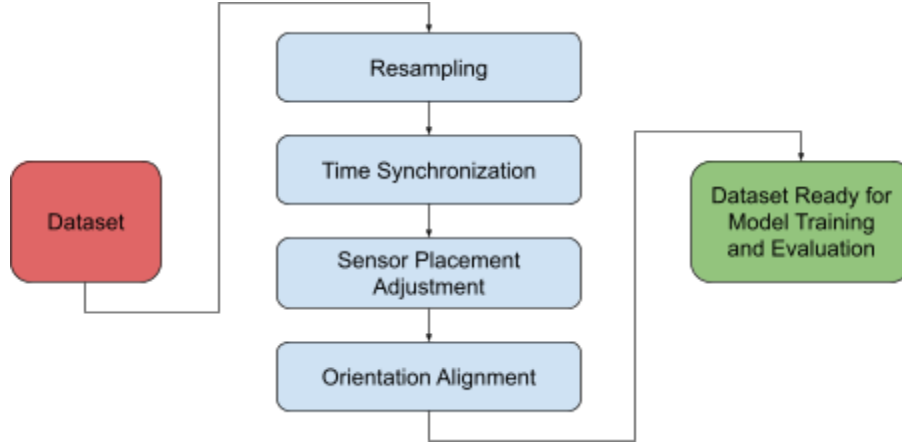 Dataset
Resampling
Time Synchronization
Sensor Placement
Adjustment
Orientation Alignment
Dataset Ready for
Model Training
and Evaluation